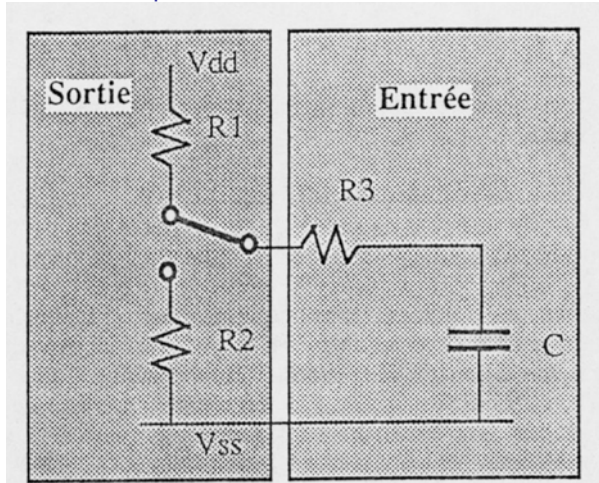 Vdd
Sortie
Entrée
R1
R3
R2
C
Vss